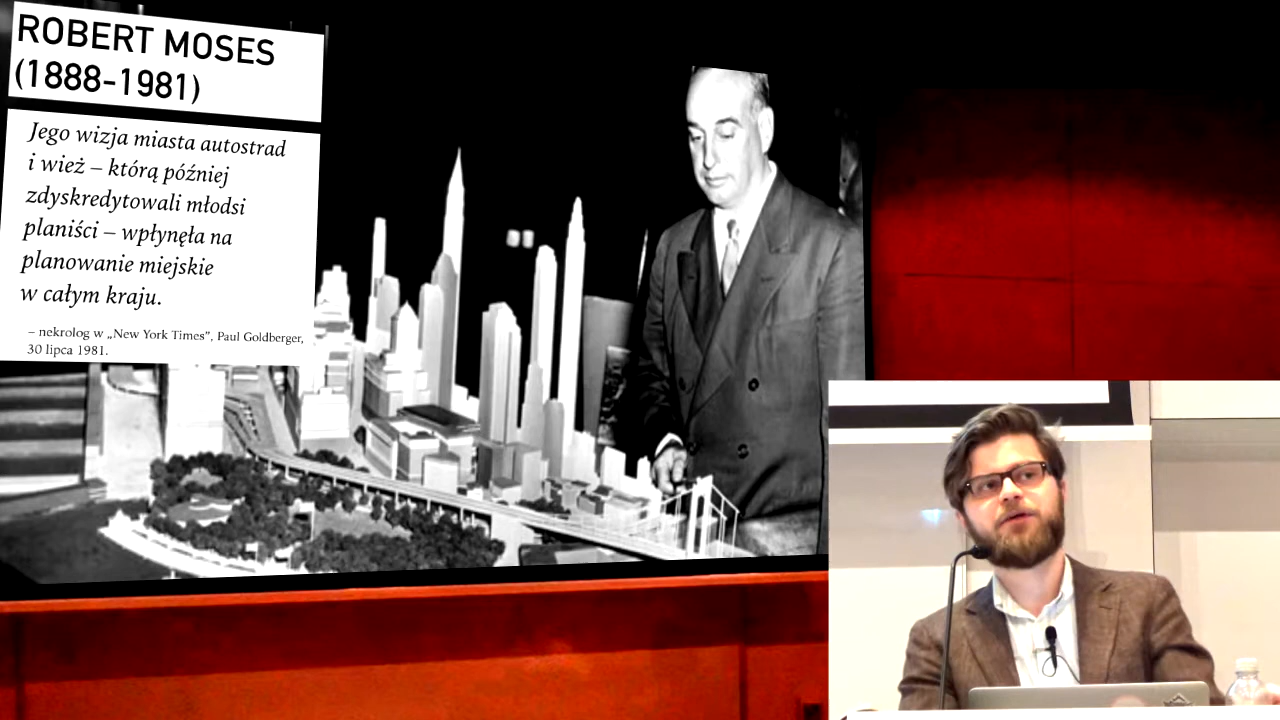 ROBERT MOSES
(1888-1981)
Jego wizja miasta autostrad
i wież – którą później
zdyskredytowali młodsi
planiści – wpłynęła na
planowanie miejskie
w całym kraju.
– nekrolog w „New York Times”, Paul Goldberger,
30 lipca 1981.